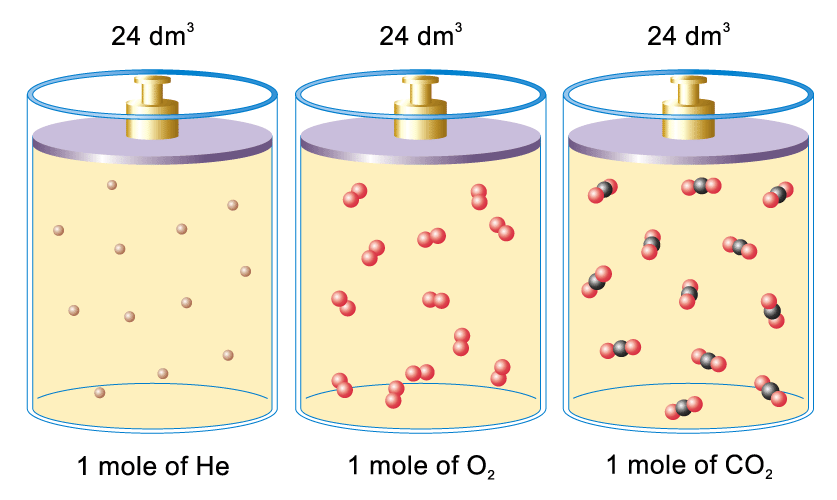 24 dm³ 24 dm³ 24 dm³
1 mole of He 1 mole of O₂ 1 mole of CO₂